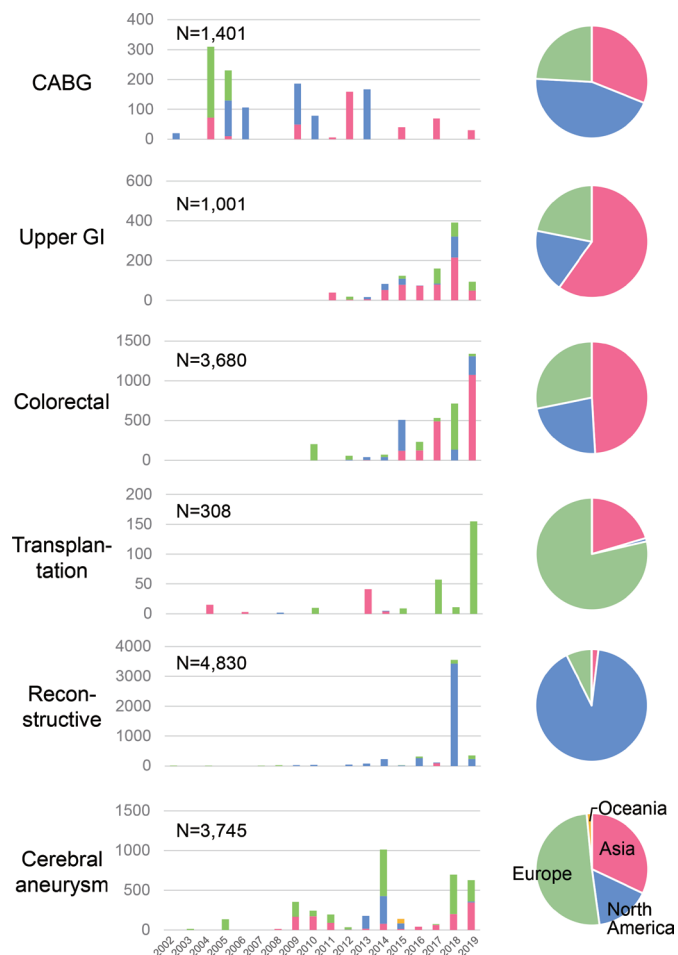 400
300
200
100
0
N=1,401
CABG
600
400
200
0
N=1,001
Upper GI
1500
1000
500
0
N=3,680
Colorectal
200
150
100
50
0
N=308
Transplan-
tation
4000
3000
2000
1000
0
N=4,830
Recon-
structive
1500
1000
500
0
N=3,745
Cerebral
aneurysm
Oceania
Asia
Europe
North
America
2002
2003
2004
2005
2006
2007
2008
2009
2010
2011
2012
2013
2014
2015
2016
2017
2018
2019